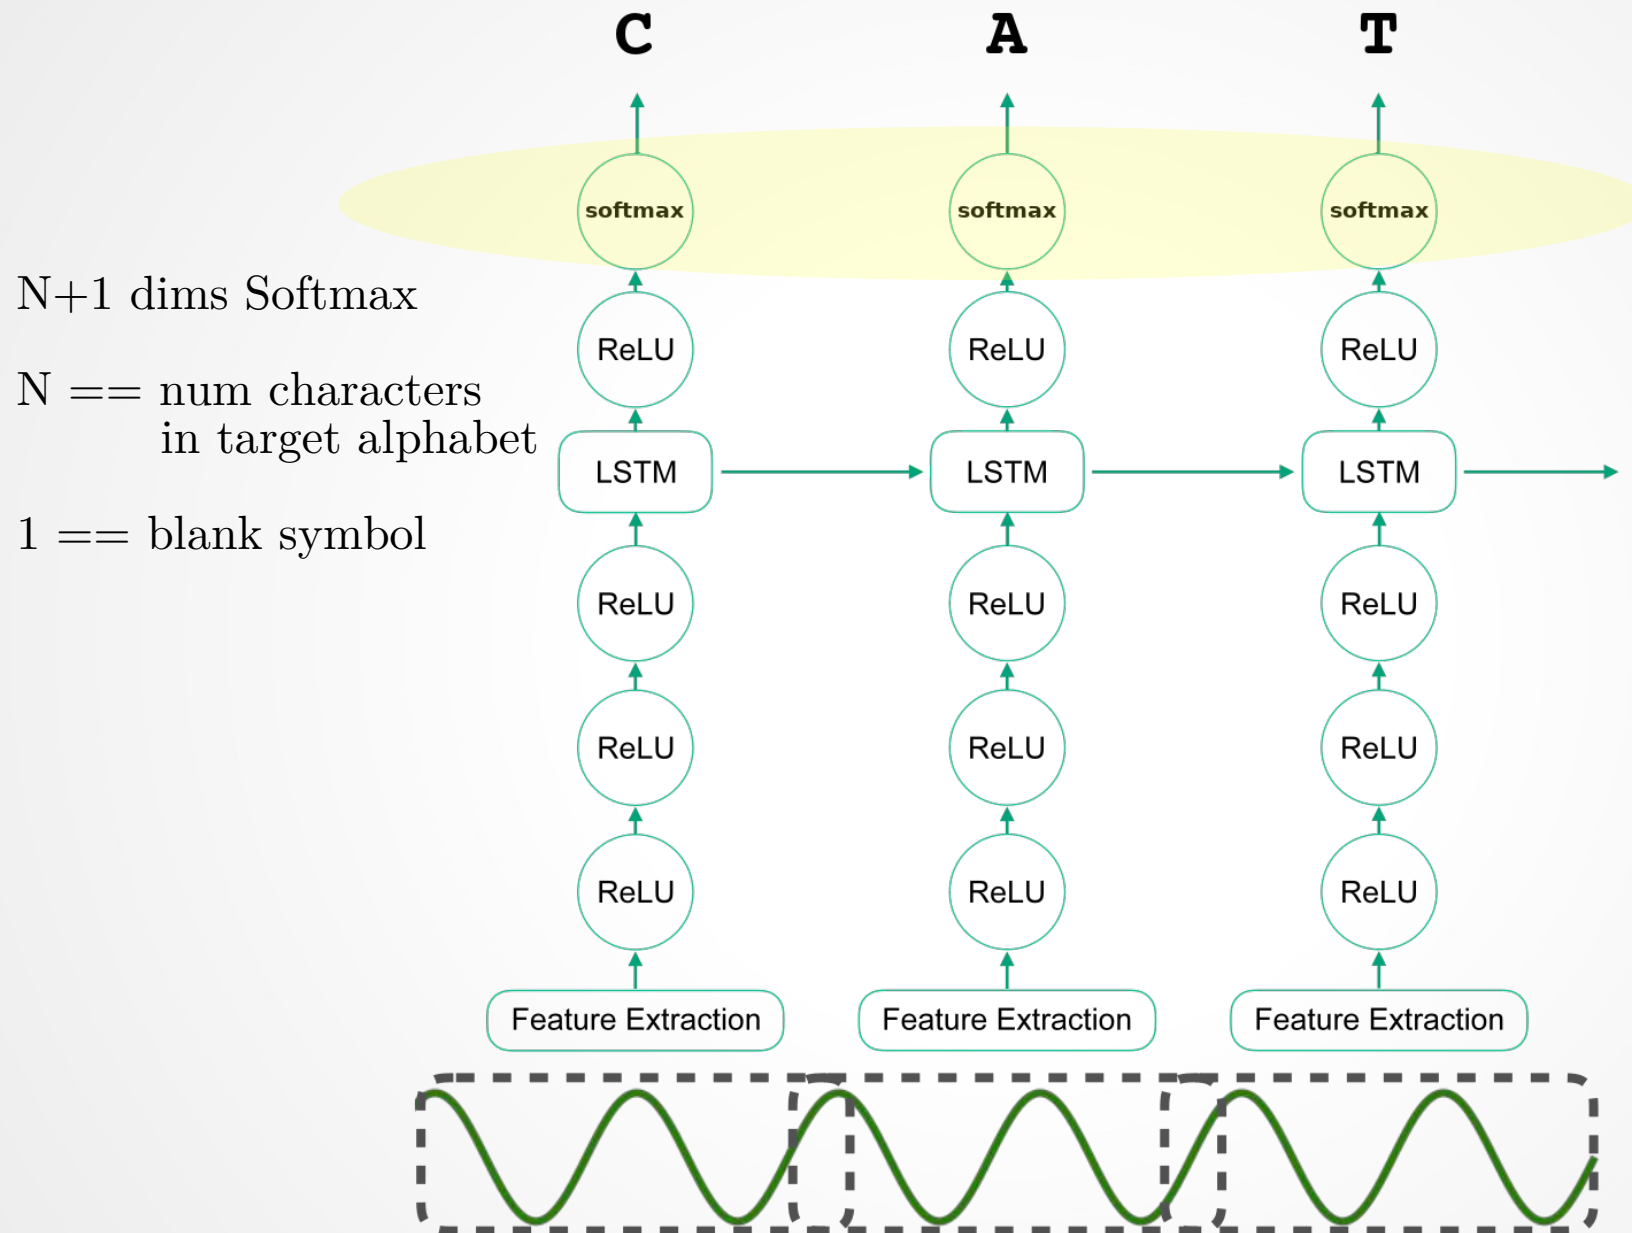 C A T
softmax softmax softmax
N+1 dims Softmax
ReLU ReLU ReLU
N == num characters
in target alphabet
LSTM LSTM LSTM
1 == blank symbol
ReLU ReLU ReLU
ReLU ReLU ReLU
ReLU ReLU ReLU
Feature Extraction Feature Extraction Feature Extraction